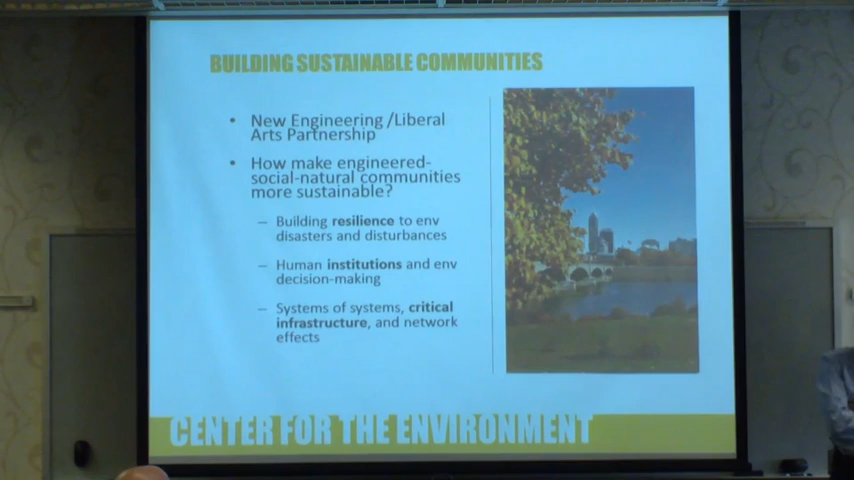 BUILDING SUSTAINABLE COMMUNITIES
• New Engineering /Liberal
Arts Partnership
• How make engineered-
social-natural communities
more sustainable?
– Building resilience to env
disasters and disturbances
– Human institutions and env
decision-making
– Systems of systems, critical
infrastructure, and network
effects
CENTER FOR THE ENVIRONMENT